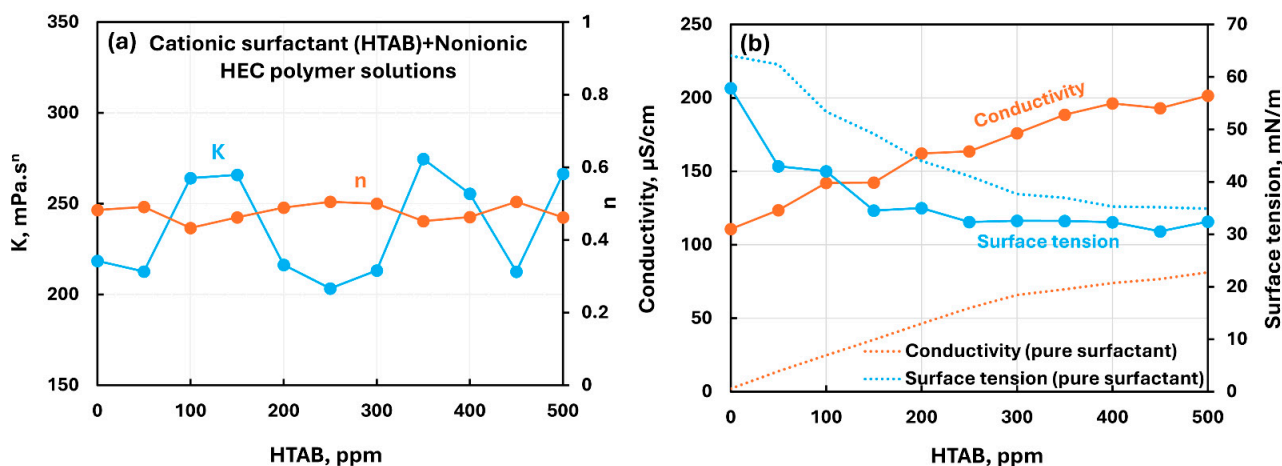 (a) Cationic surfactant (HTAB)+Nonionic
HEC polymer solutions
K, mPa.sⁿ
350
300
250
200
150
K
n
n
1
0.8
0.6
0.4
0.2
0
0 100 200 300 400 500
HTAB, ppm
(b)
Conductivity, µS/cm
250
200
150
100
50
0
Conductivity
Surface tension
Conductivity (pure surfactant)
Surface tension (pure surfactant)
Surface tension, mN/m
70
60
50
40
30
20
10
0
0 100 200 300 400 500
HTAB, ppm